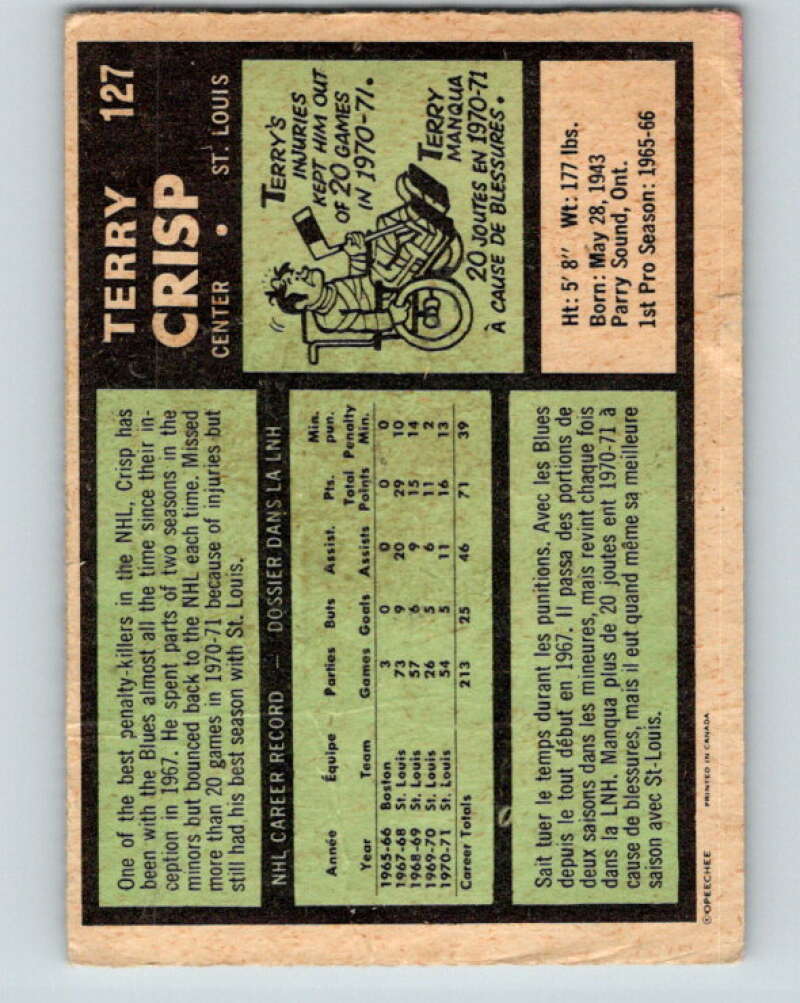 TERRY 127
CRISP
CENTER • ST. LOUIS
One of the best penalty-killers in the NHL, Crisp has
been with the Blues almost all the time since their in-
ception in 1967. He spent parts of two seasons in the
minors but bounced back to the NHL each time. Missed
more than 20 games in 1970-71 because of injuries but
still had his best season with St. Louis.
TERRY'S
INJURIES
KEPT HIM OUT
OF 20 GAMES
IN 1970-71.
TERRY
MANQUA
20 JOUTES EN 1970-71
À CAUSE DE BLESSURES.
NHL CAREER RECORD — DOSSIER DANS LA LNH
Année Équipe – Parties Buts Assist. Pts. Min. pun.
Year Team Games Goals Assists Total Points Penalty Min.
1965-66 Boston 3 0 0 0 0
1967-68 St. Louis 73 9 20 29 10
1968-69 St. Louis 57 6 9 15 14
1969-70 St. Louis 26 5 6 11 2
1970-71 St. Louis 54 5 11 16 13
Career Totals 213 25 46 71 39
Ht: 5' 8" Wt: 177 lbs.
Born: May 28, 1943
Parry Sound, Ont.
1st Pro Season: 1965-66
Sait tuer le temps durant les punitions. Avec les Blues
depuis le tout début en 1967. Il passa des portions de
deux saisons dans les mineures, mais revint chaque fois
dans la LNH. Manqua plus de 20 joutes ent 1970-71 à
cause de blessures, mais il eut quand même sa meilleure
saison avec St-Louis.
©OPEECHEE PRINTED IN CANADA